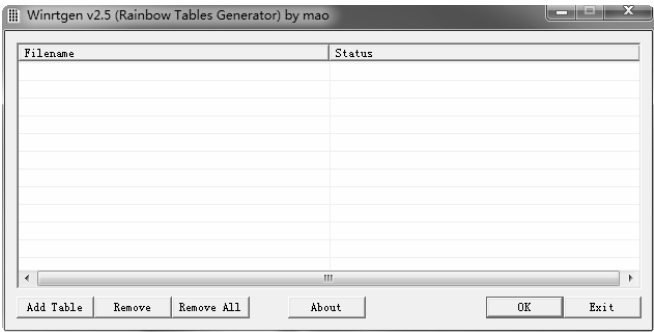 Winrtgen v2.5 (Rainbow Tables Generator) by mao
Filename Status
Add Table Remove Remove All About OK Exit